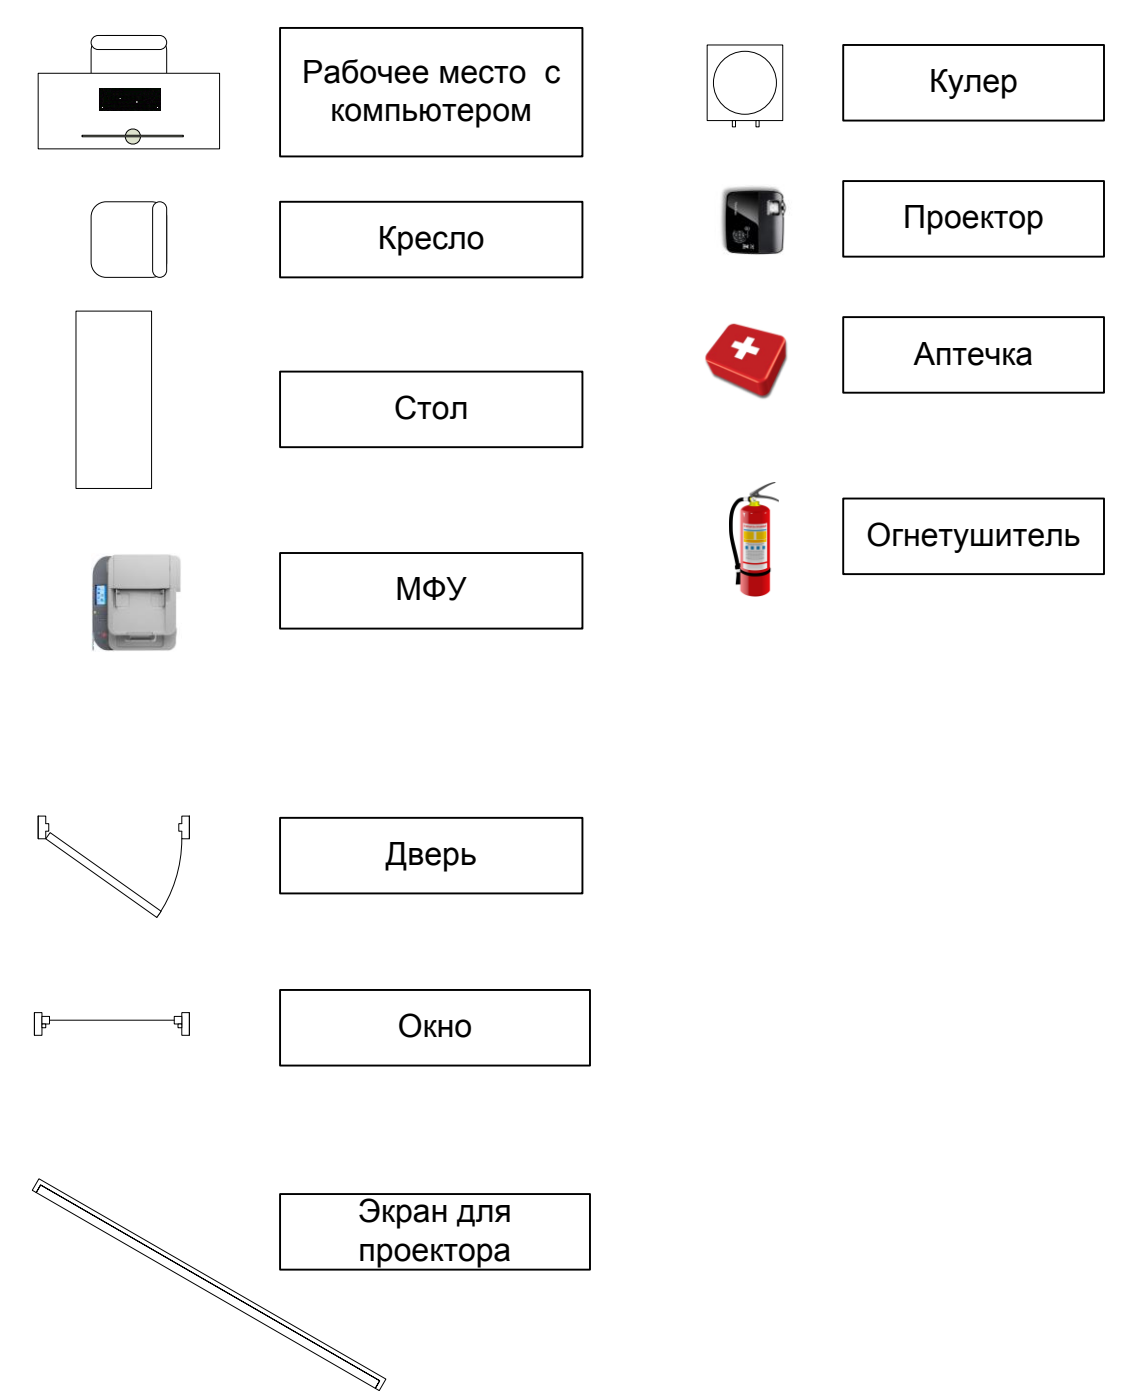 Рабочее место с
компьютером
Кресло
Стол
МФУ
Дверь
Окно
Экран для
проектора
Кулер
Проектор
Аптечка
Огнетушитель